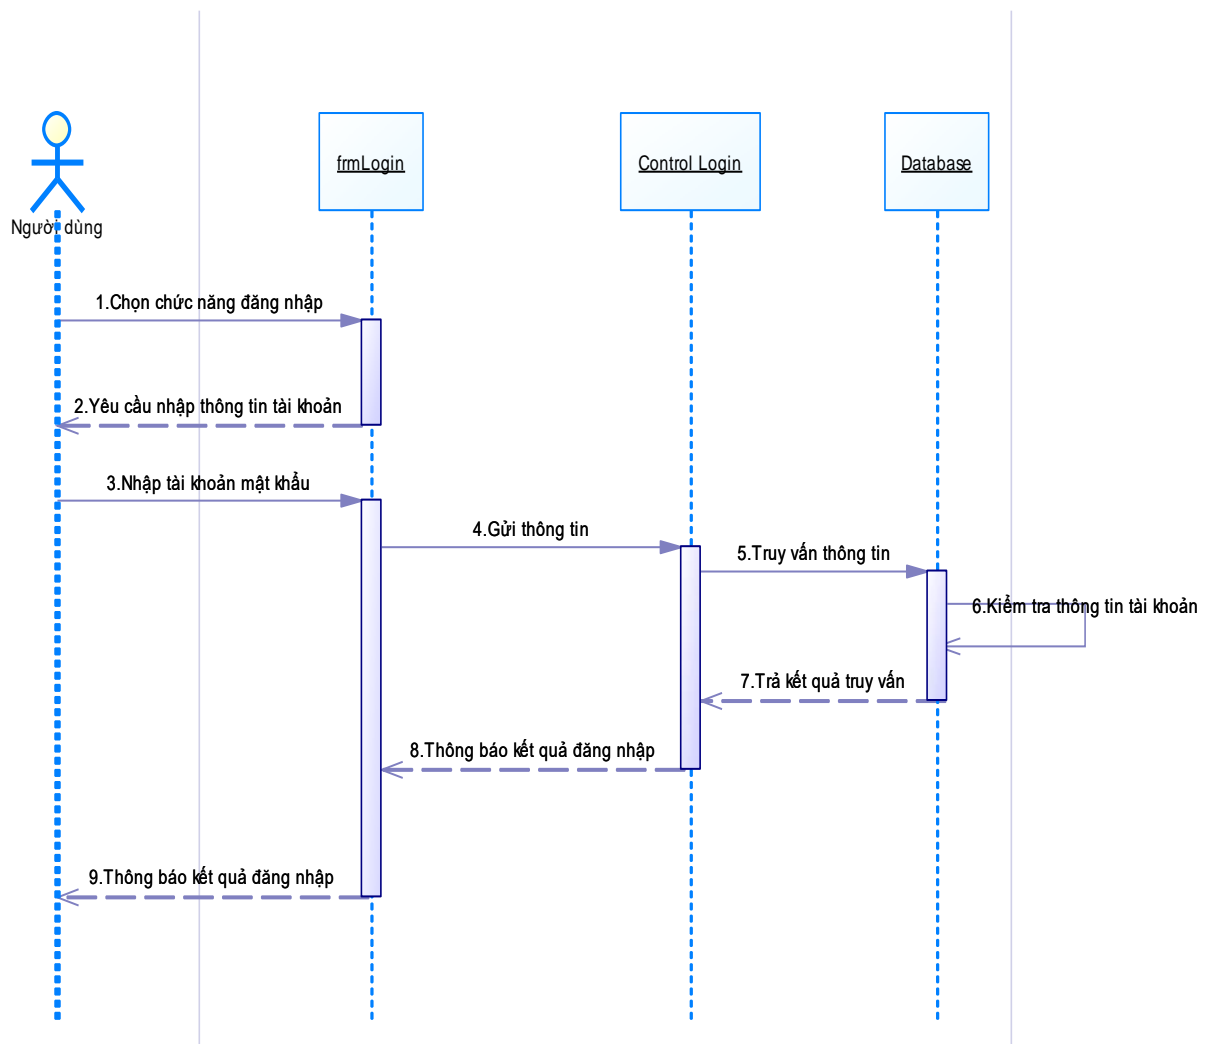 frmLogin
Control Login
Database
Người dùng
1.Chọn chức năng đăng nhập
2.Yêu cầu nhập thông tin tài khoản
3.Nhập tài khoản mật khẩu
4.Gửi thông tin
5.Truy vấn thông tin
6.Kiểm tra thông tin tài khoản
7.Trả kết quả truy vấn
8.Thông báo kết quả đăng nhập
9.Thông báo kết quả đăng nhập